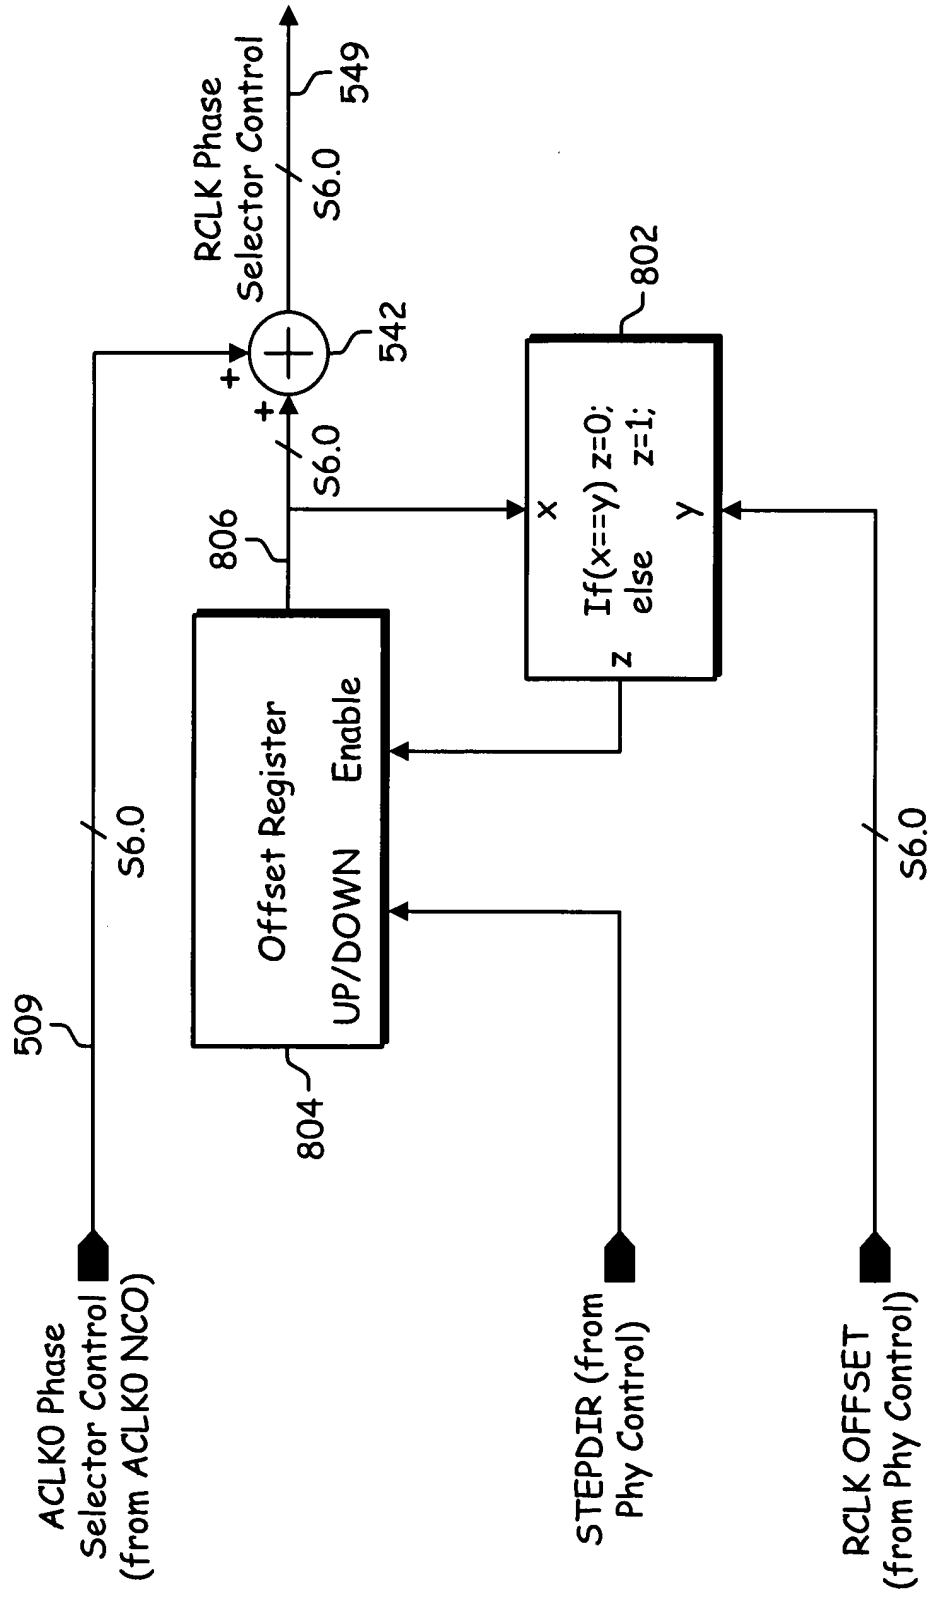 ACLK0 Phase
Selector Control
(from ACLK0 NCO)
509
S6.0
RCLK Phase
Selector Control
549
S6.0
542
+
+
S6.0
806
Offset Register
UP/DOWN Enable
804
802
x
If(x==y) z=0;
else z=1;
y
z
STEPDIR (from
Phy Control)
RCLK OFFSET
(from Phy Control)
S6.0